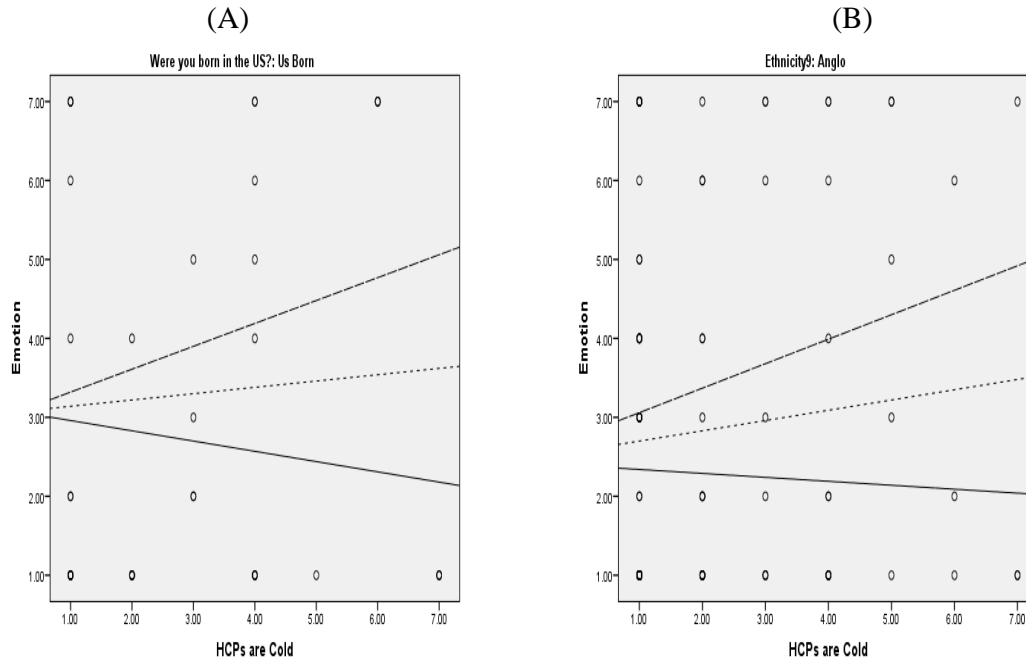 (A)
Were you born in the US?: Us Born
7.00
6.00
5.00
4.00
3.00
2.00
1.00
Emotion
1.00 2.00 3.00 4.00 5.00 6.00 7.00
HCPs are Cold
(B)
Ethnicity9: Anglo
7.00
6.00
5.00
4.00
3.00
2.00
1.00
Emotion
1.00 2.00 3.00 4.00 5.00 6.00 7.00
HCPs are Cold